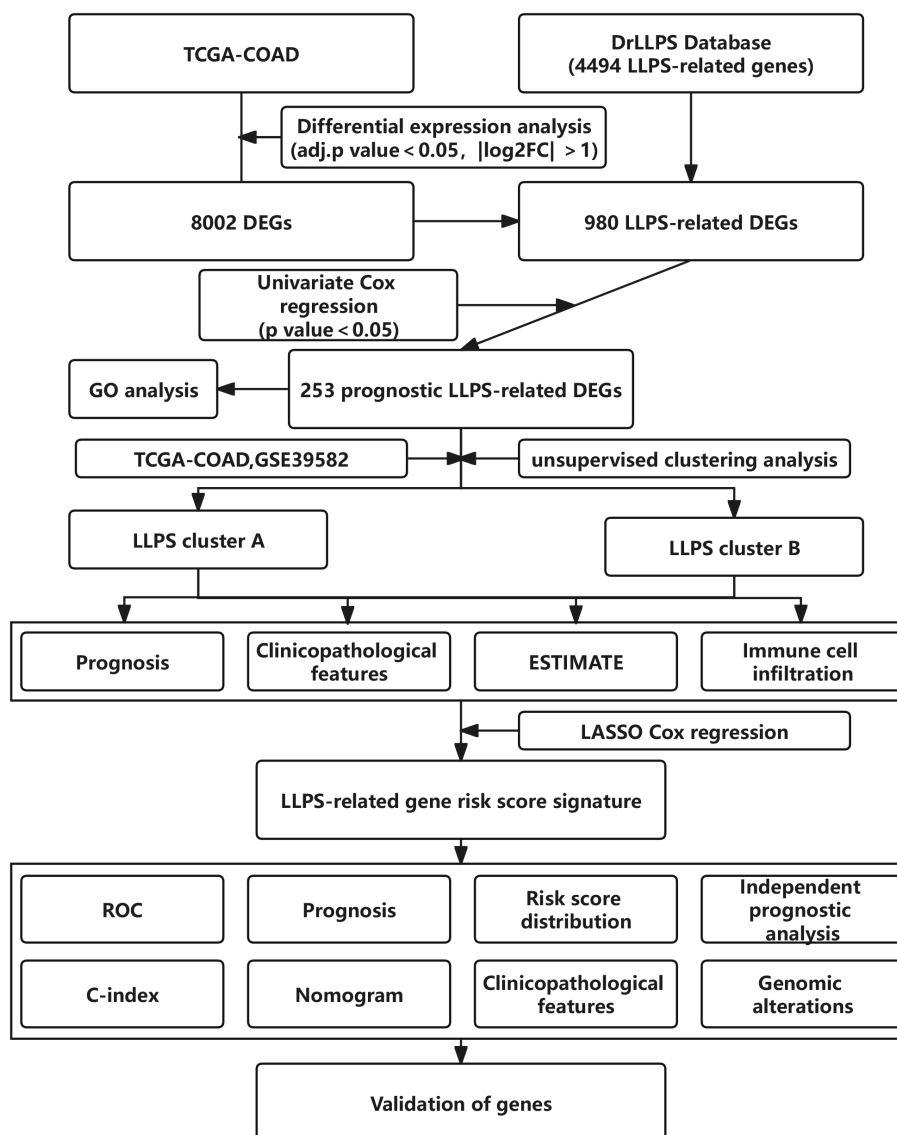 TCGA-COAD
DrLLPS Database
(4494 LLPS-related genes)
Differential expression analysis
(adj.p value<0.05, |log2FC| >1)
8002 DEGs
980 LLPS-related DEGs
Univariate Cox
regression
(p value<0.05)
GO analysis
253 prognostic LLPS-related DEGs
TCGA-COAD,GSE39582
unsupervised clustering analysis
LLPS cluster A
LLPS cluster B
Prognosis
Clinicopathological
features
ESTIMATE
Immune cell
infiltration
LASSO Cox regression
LLPS-related gene risk score signature
ROC
Prognosis
Risk score
distribution
Independent
prognostic
analysis
C-index
Nomogram
Clinicopathological
features
Genomic
alterations
Validation of genes